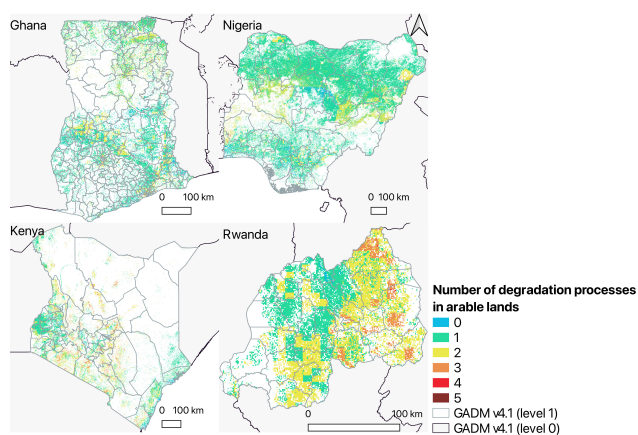 Ghana
Nigeria
0 100 km
0 100 km
Kenya
Rwanda
0 100 km
0 100 km
Number of degradation processes
in arable lands
0
1
2
3
4
5
GADM v4.1 (level 1)
GADM v4.1 (level 0)